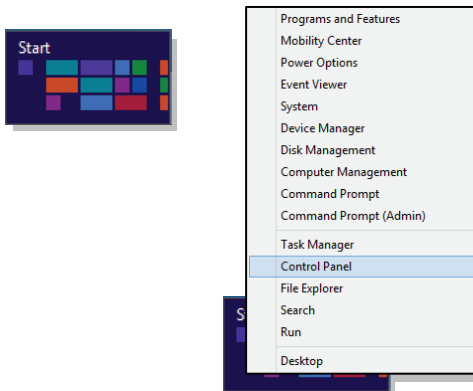 Start
Programs and Features
Mobility Center
Power Options
Event Viewer
System
Device Manager
Disk Management
Computer Management
Command Prompt
Command Prompt (Admin)
Task Manager
Control Panel
File Explorer
Search
Run
Desktop